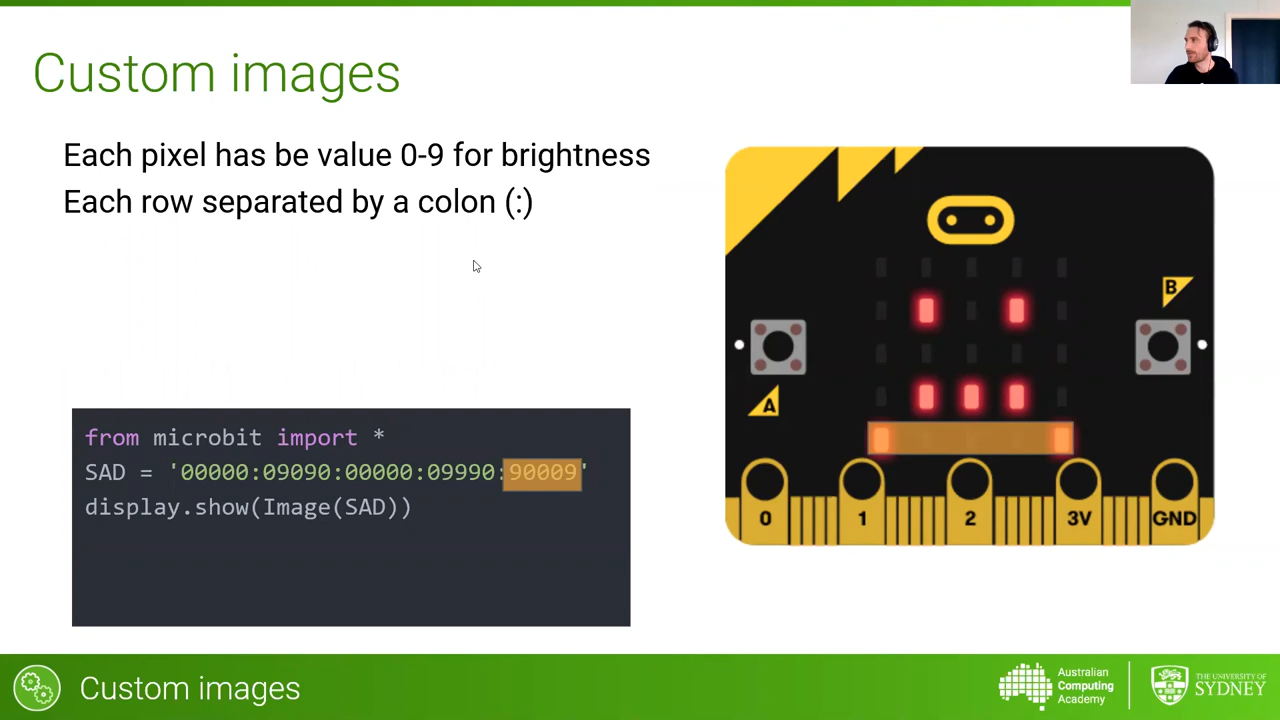 Custom images
Each pixel has be value 0-9 for brightness
Each row separated by a colon (:)
B
A
0 1 2 3V GND
from microbit import *
SAD = '00000:09090:00000:09990:90009'
display.show(Image(SAD))
Custom images
Australian
Computing
Academy
THE UNIVERSITY OF
SYDNEY